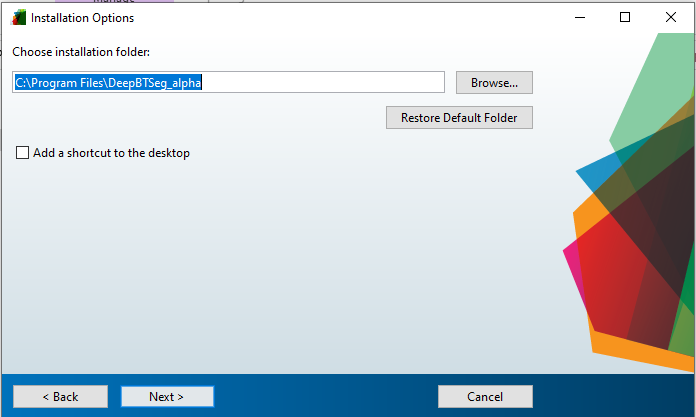 Installation Options
Choose installation folder:
C:\Program Files\DeepBTSeg_alpha
Browse...
Restore Default Folder
Add a shortcut to the desktop
< Back
Next >
Cancel